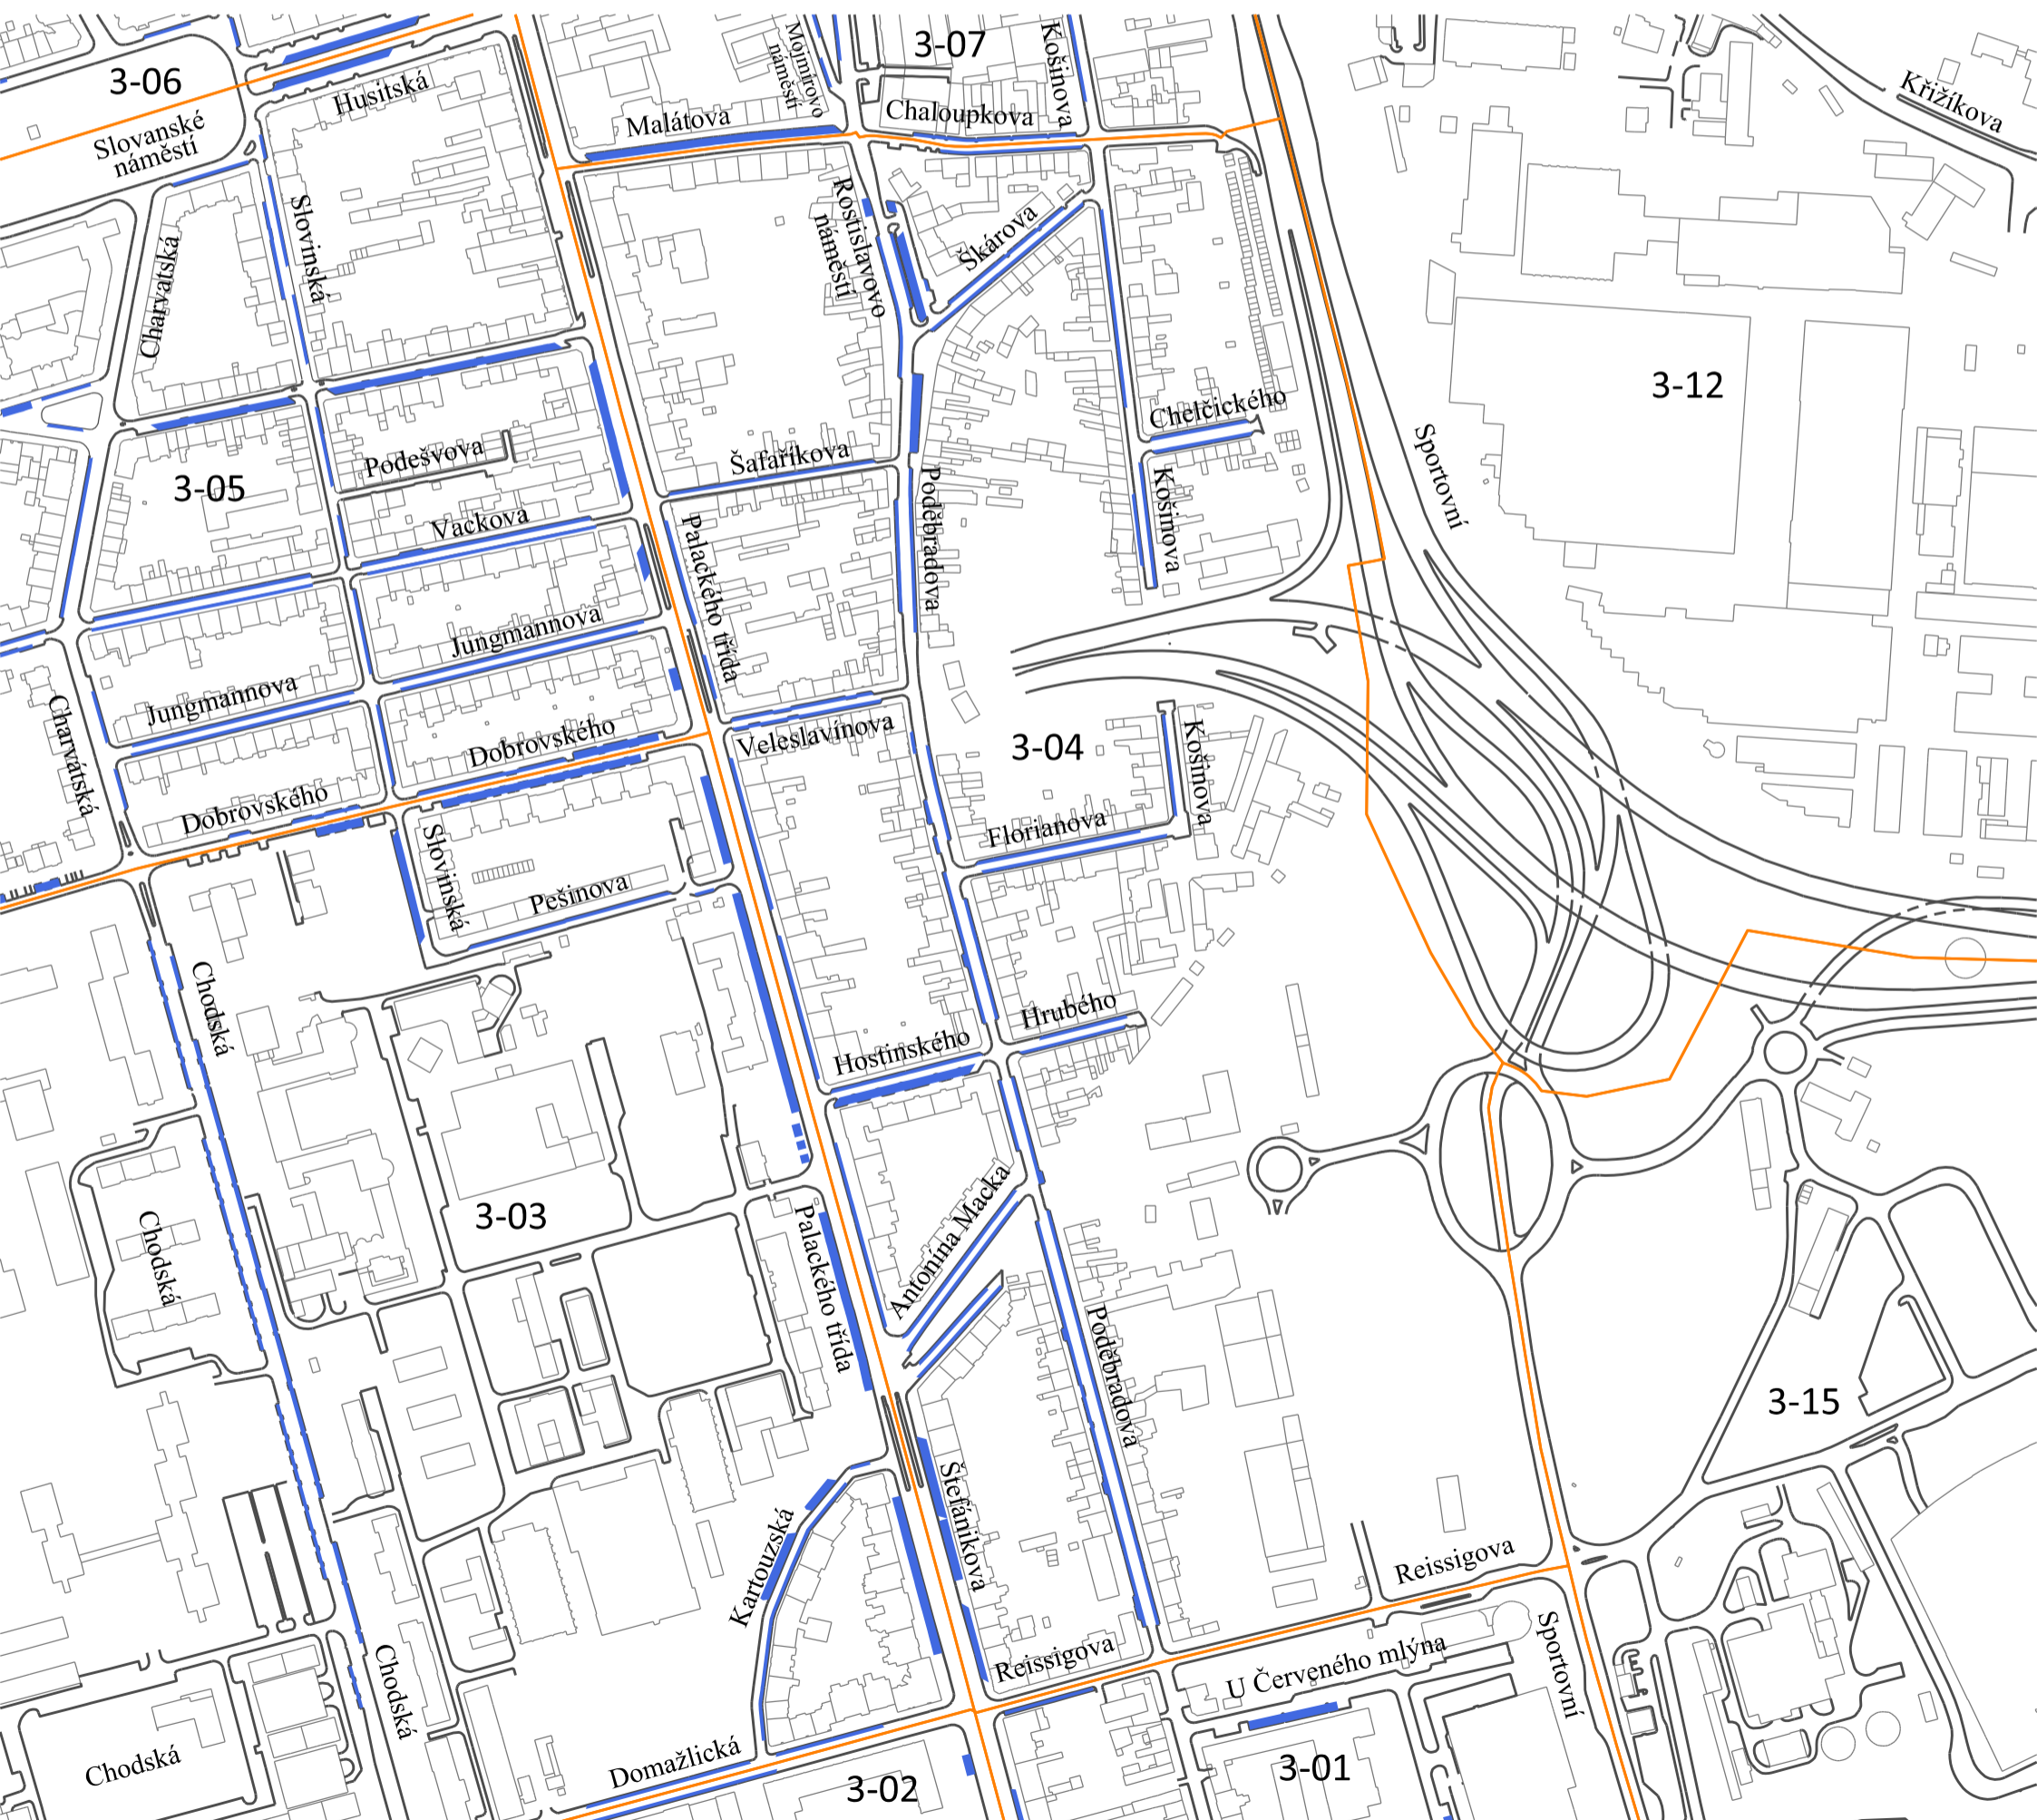 3-06
Slovanské
náměstí
Husitská
Malátova
Mojmírovo
náměstí
3-07
Košinova
Chaloupkova
Křižíkova
Charvatská
Slovinská
Rostislavovo
náměstí
Škárova
3-12
Chelčického
Košinova
Sportovní
3-05
Podešvova
Vackova
Šafaříkova
Poděbradova
Palackého třída
Jungmannova
Jungmannova
Charvátská
Dobrovského
Dobrovského
Veleslavínova
3-04
Košinova
Florianova
Slovinská
Pešinova
Chodská
Hostinského
Hrubého
3-03
Chodská
Antonína Macka
Palackého třída
Poděbradova
3-15
Štefánikova
Kartouzská
Reissigova
Reissigova
U Červeného mlýna
Sportovní
Chodská
Chodská
Domažlická
3-02
3-01